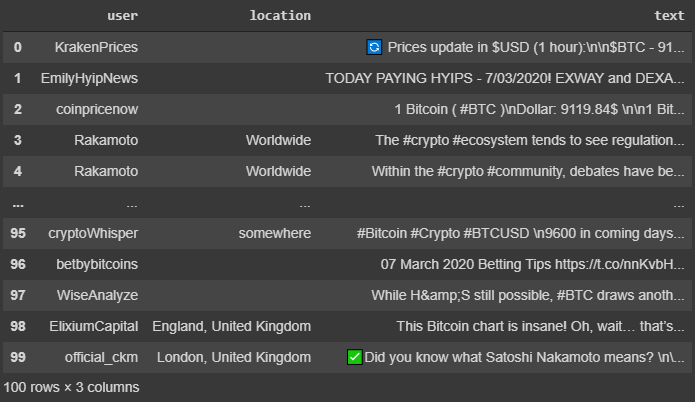 user location text
0 KrakenPrices 🔄 Prices update in $USD (1 hour):\n\n$BTC - 91...
1 EmilyHyipNews TODAY PAYING HYIPS - 7/03/2020! EXWAY and DEXA...
2 coinpricenow 1 Bitcoin ( #BTC )\nDollar: 9119.84$ \n\n1 Bit...
3 Rakamoto Worldwide The #crypto #ecosystem tends to see regulation...
4 Rakamoto Worldwide Within the #crypto #community, debates have be...
... ... ... ...
95 cryptoWhisper somewhere #Bitcoin #Crypto #BTCUSD \n9600 in coming days...
96 betbybitcoins 07 March 2020 Betting Tips https://t.co/nnKvbH...
97 WiseAnalyze While H&amp;S still possible, #BTC draws anoth...
98 ElixiumCapital England, United Kingdom This Bitcoin chart is insane! Oh, wait… that's...
99 official_ckm London, United Kingdom ✅Did you know what Satoshi Nakamoto means? \n\...
100 rows × 3 columns